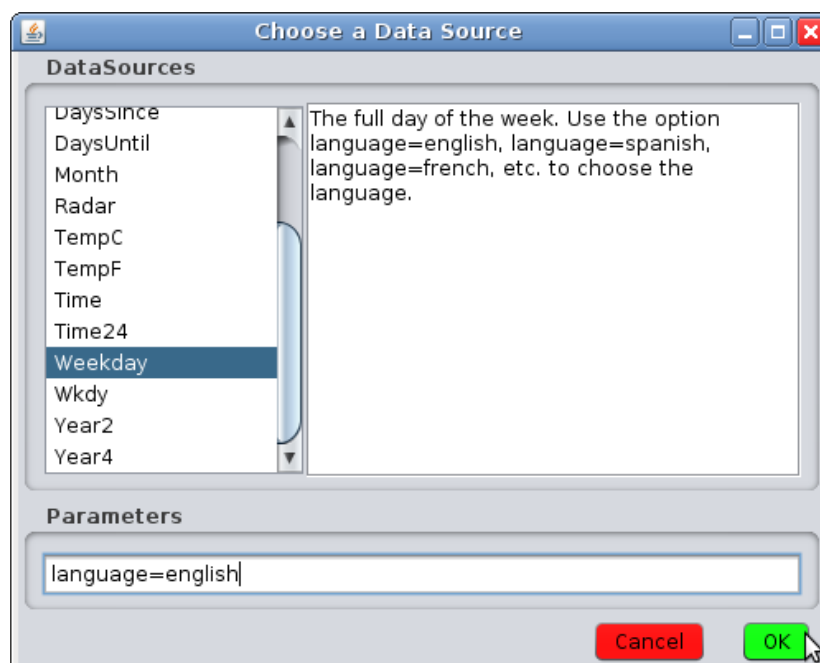 Choose a Data Source
DataSources
DaysSince
DaysUntil
Month
Radar
TempC
TempF
Time
Time24
Weekday
Wkdy
Year2
Year4
The full day of the week. Use the option
language=english, language=spanish,
language=french, etc. to choose the
language.
Parameters
language=english
Cancel
OK